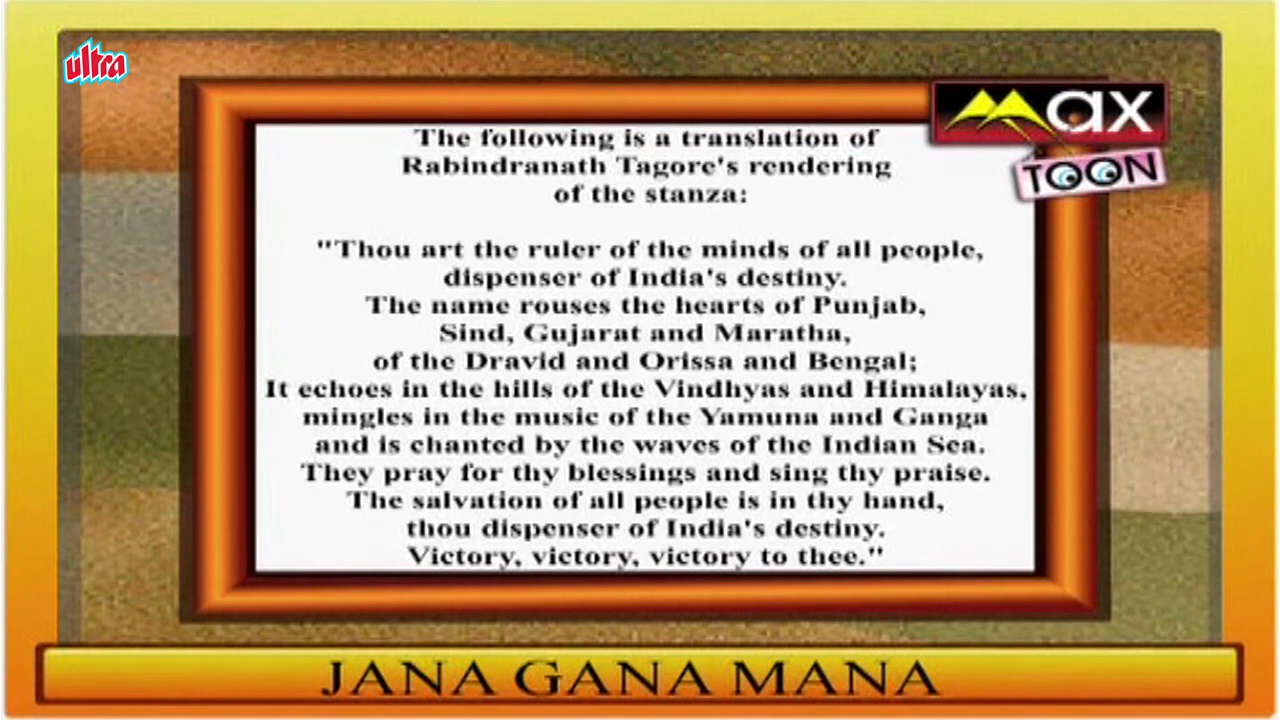 ultra
Max
TOON
The following is a translation of
Rabindranath Tagore's rendering
of the stanza:
"Thou art the ruler of the minds of all people,
dispenser of India's destiny.
The name rouses the hearts of Punjab,
Sind, Gujarat and Maratha,
of the Dravid and Orissa and Bengal;
It echoes in the hills of the Vindhyas and Himalayas,
mingles in the music of the Yamuna and Ganga
and is chanted by the waves of the Indian Sea.
They pray for thy blessings and sing thy praise.
The salvation of all people is in thy hand,
thou dispenser of India's destiny.
Victory, victory, victory to thee."
JANA GANA MANA